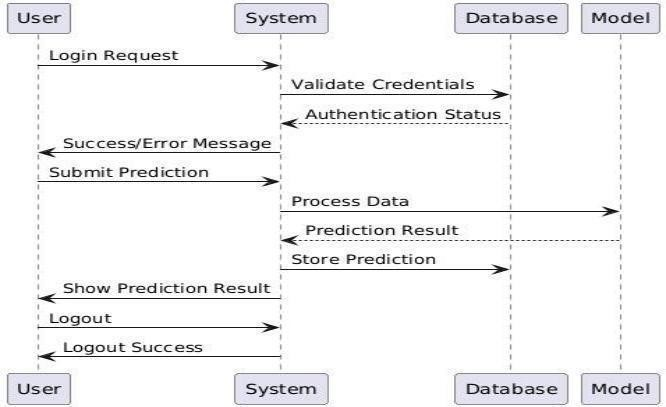 User System Database Model
Login Request
Validate Credentials
Authentication Status
Success/Error Message
Submit Prediction
Process Data
Prediction Result
Store Prediction
Show Prediction Result
Logout
Logout Success
User System Database Model